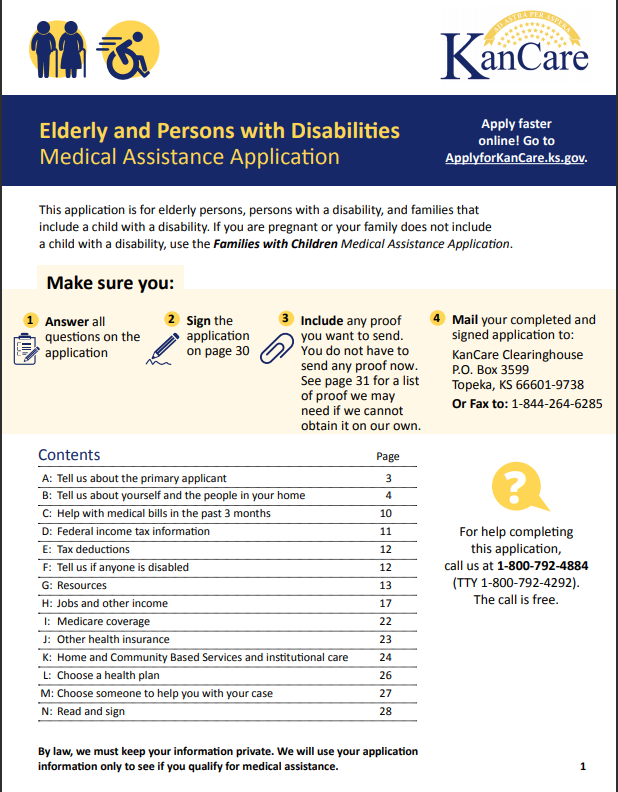 AD ASTRA PER ASPERA
KanCare
Elderly and Persons with Disabilities
Medical Assistance Application
Apply faster
online! Go to
ApplyforKanCare.ks.gov.
This application is for elderly persons, persons with a disability, and families that
include a child with a disability. If you are pregnant or your family does not include
a child with a disability, use the Families with Children Medical Assistance Application.
Make sure you:
1 Answer all
questions on the
application
2 Sign the
application
on page 30
3 Include any proof
you want to send.
You do not have to
send any proof now.
See page 31 for a list
of proof we may
need if we cannot
obtain it on our own.
4 Mail your completed and
signed application to:
KanCare Clearinghouse
P.O. Box 3599
Topeka, KS 66601-9738
Or Fax to: 1-844-264-6285
Contents Page
A: Tell us about the primary applicant 3
B: Tell us about yourself and the people in your home 4
C: Help with medical bills in the past 3 months 10
D: Federal income tax information 11
E: Tax deductions 12
F: Tell us if anyone is disabled 12
G: Resources 13
H: Jobs and other income 17
I: Medicare coverage 22
J: Other health insurance 23
K: Home and Community Based Services and institutional care 24
L: Choose a health plan 26
M: Choose someone to help you with your case 27
N: Read and sign 28
?
For help completing
this application,
call us at 1-800-792-4884
(TTY 1-800-792-4292).
The call is free.
By law, we must keep your information private. We will use your application
information only to see if you qualify for medical assistance.
1